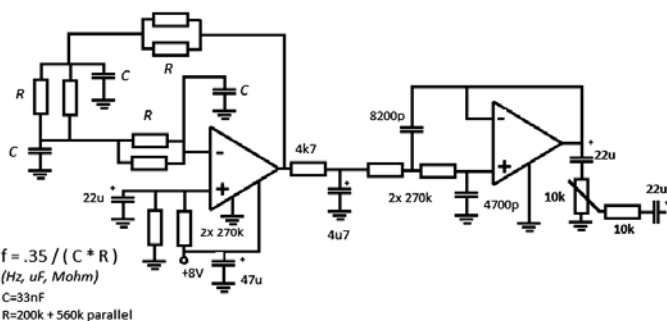 R
R
C
R
C
C
8200p
4k7
22u
2x 270k
+8V
47u
4u7
2x 270k
4700p
+
22u
10k
10k
22u
f = .35 / ( C * R )
(Hz, uF, Mohm)
C=33nF
R=200k + 560k parallel